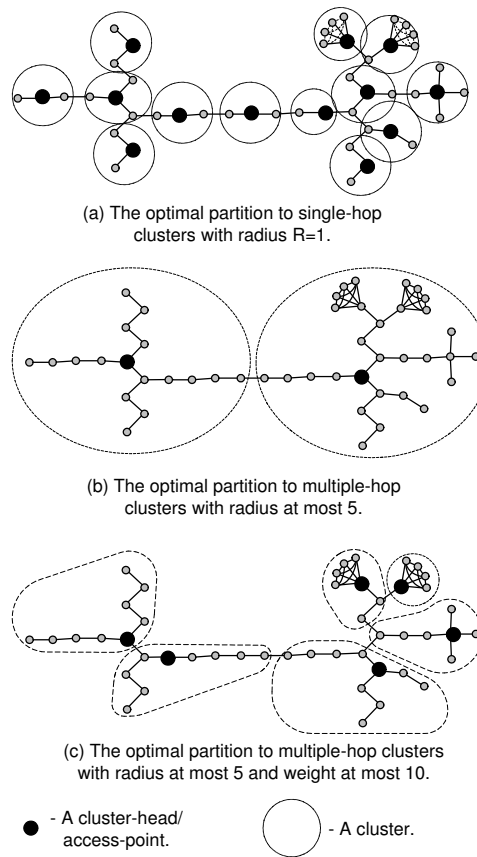 (a) The optimal partition to single-hop
clusters with radius R=1.
(b) The optimal partition to multiple-hop
clusters with radius at most 5.
(c) The optimal partition to multiple-hop clusters
with radius at most 5 and weight at most 10.
- A cluster-head/
access-point.
- A cluster.